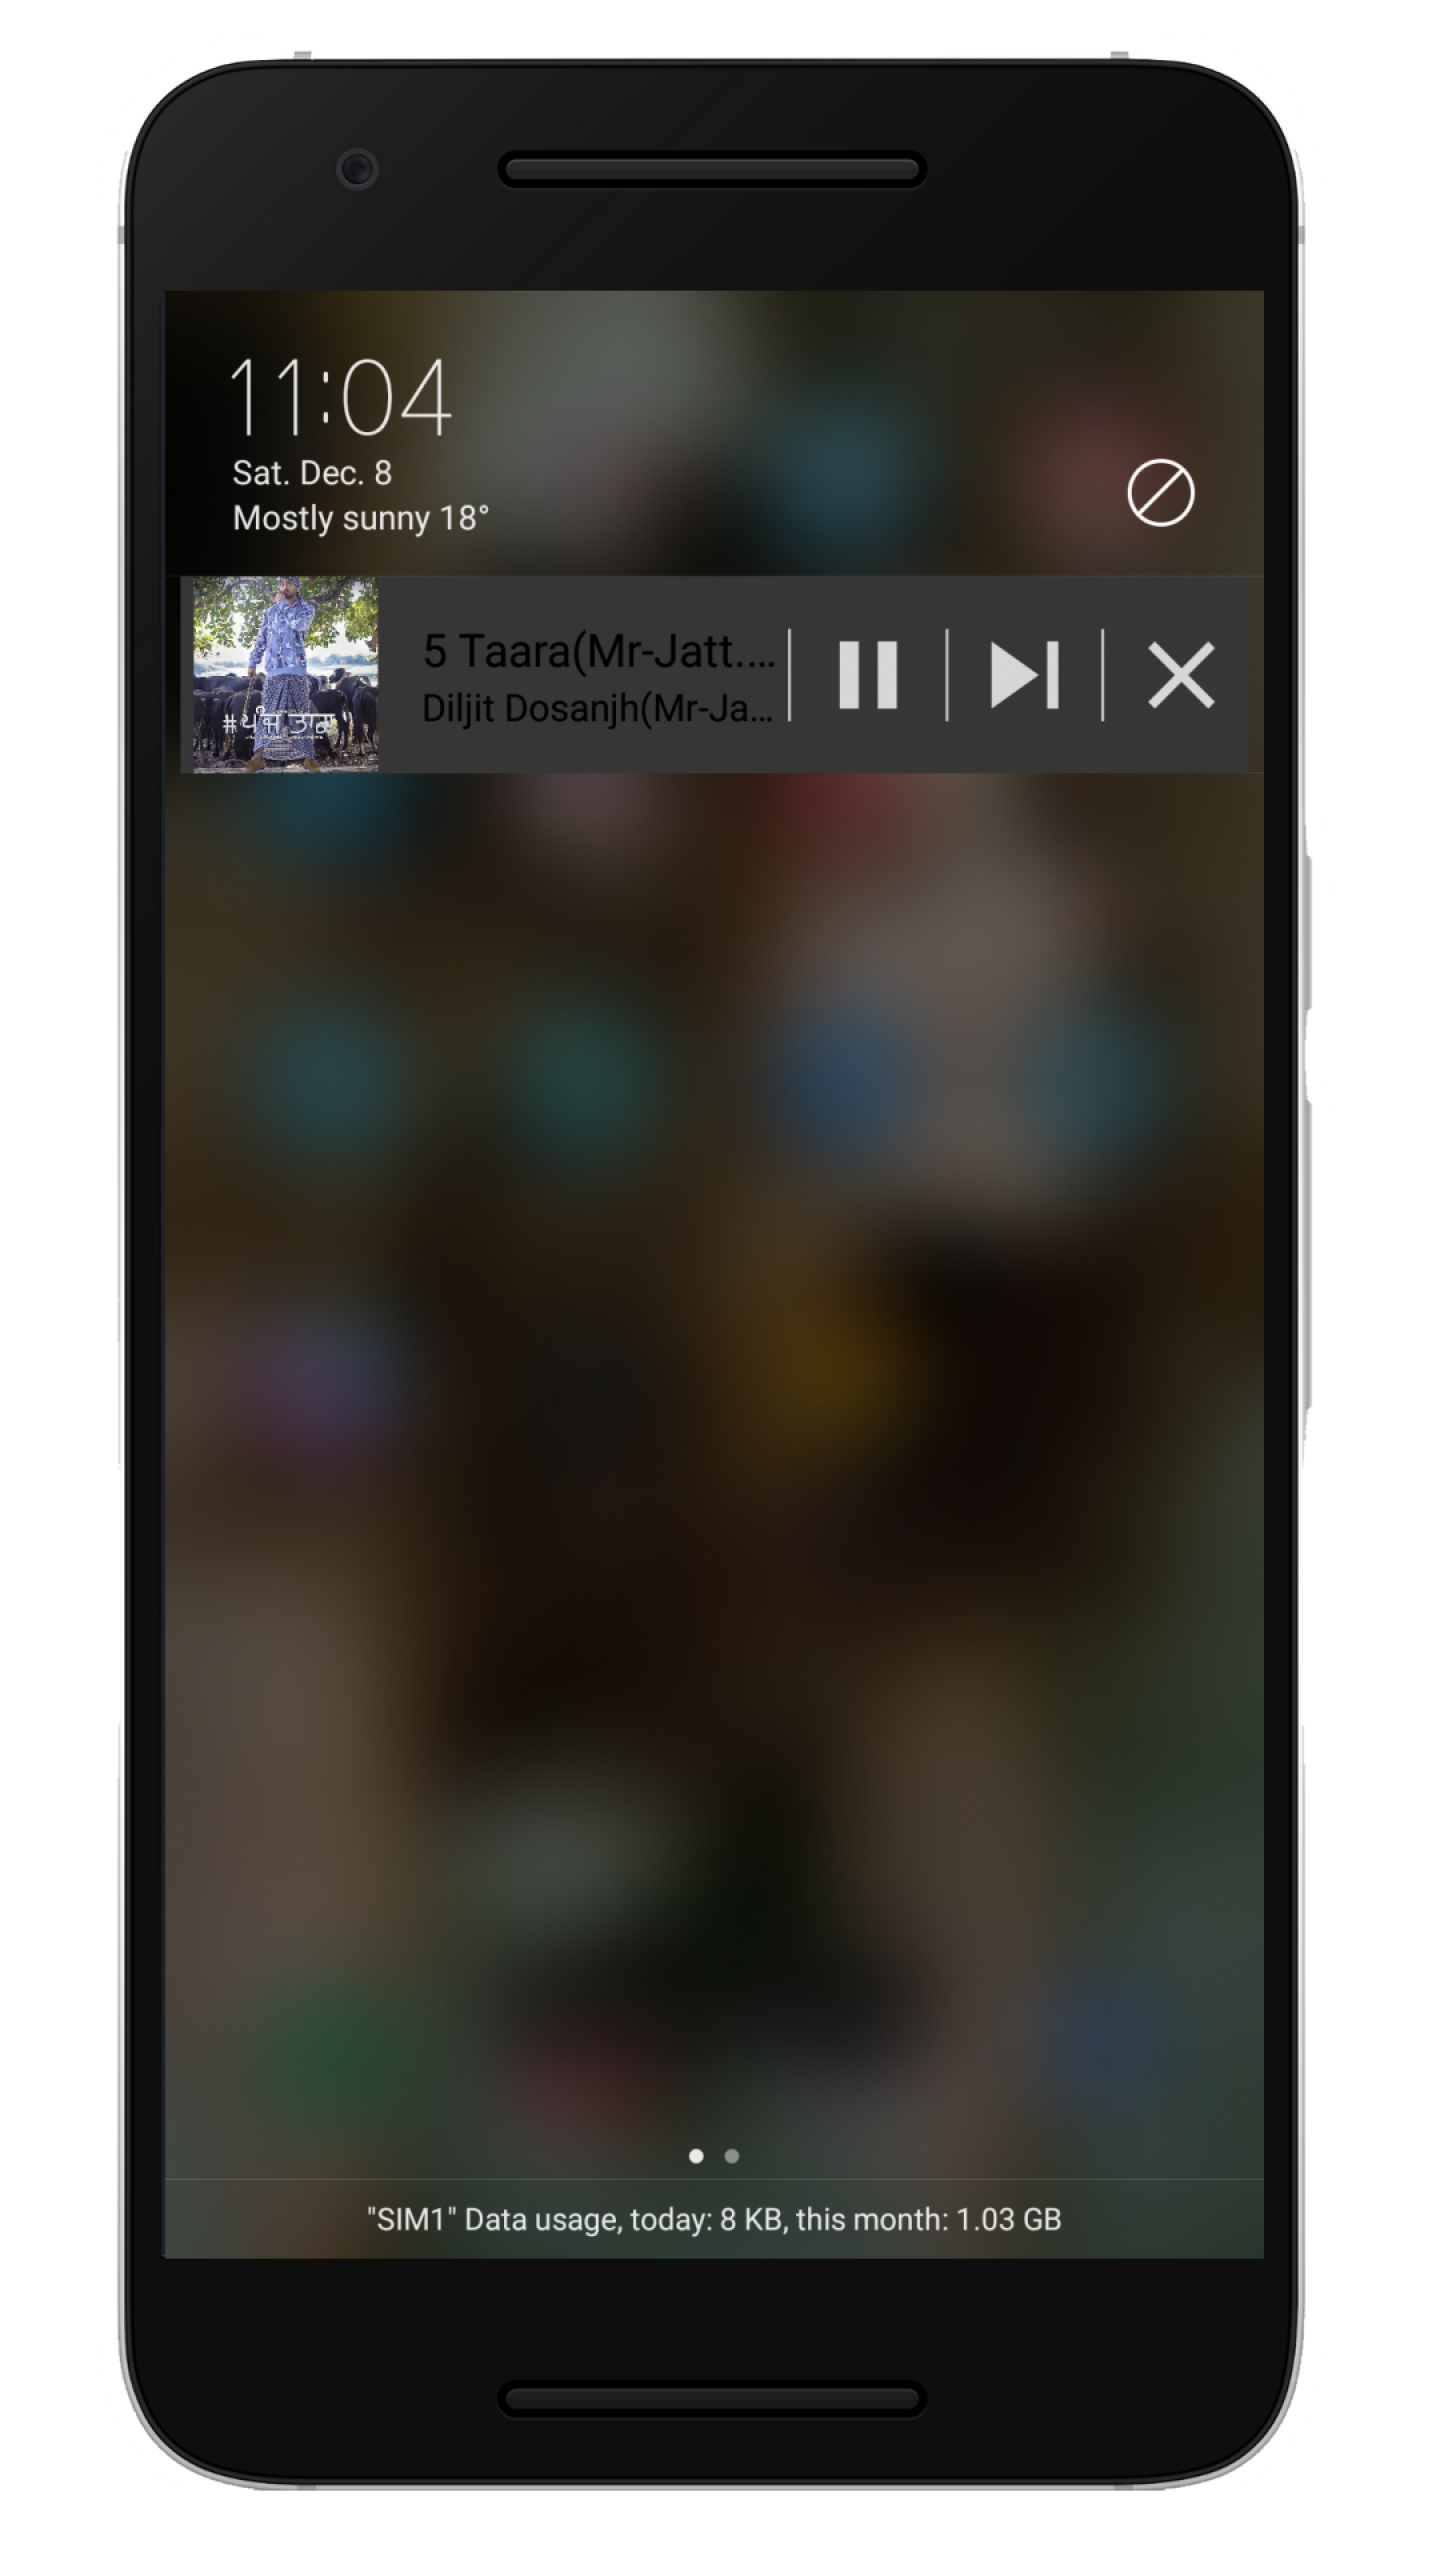 11:04
Sat. Dec. 8
Mostly sunny 18°
#ਪੰਜ ਤਾਰਾ
5 Taara(Mr-Jatt....
Diljit Dosanjh(Mr-Ja...
"SIM1" Data usage, today: 8 KB, this month: 1.03 GB